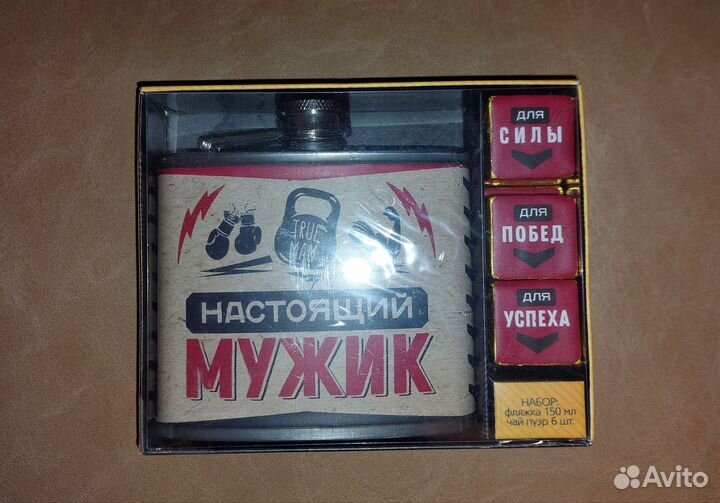 TRUE
MAN
НАСТОЯЩИЙ
МУЖИК
ДЛЯ
СИЛЫ
ДЛЯ
ПОБЕД
ДЛЯ
УСПЕХА
НАБОР:
фляжка 150 мл
чай пуэр 6 шт.
Avito